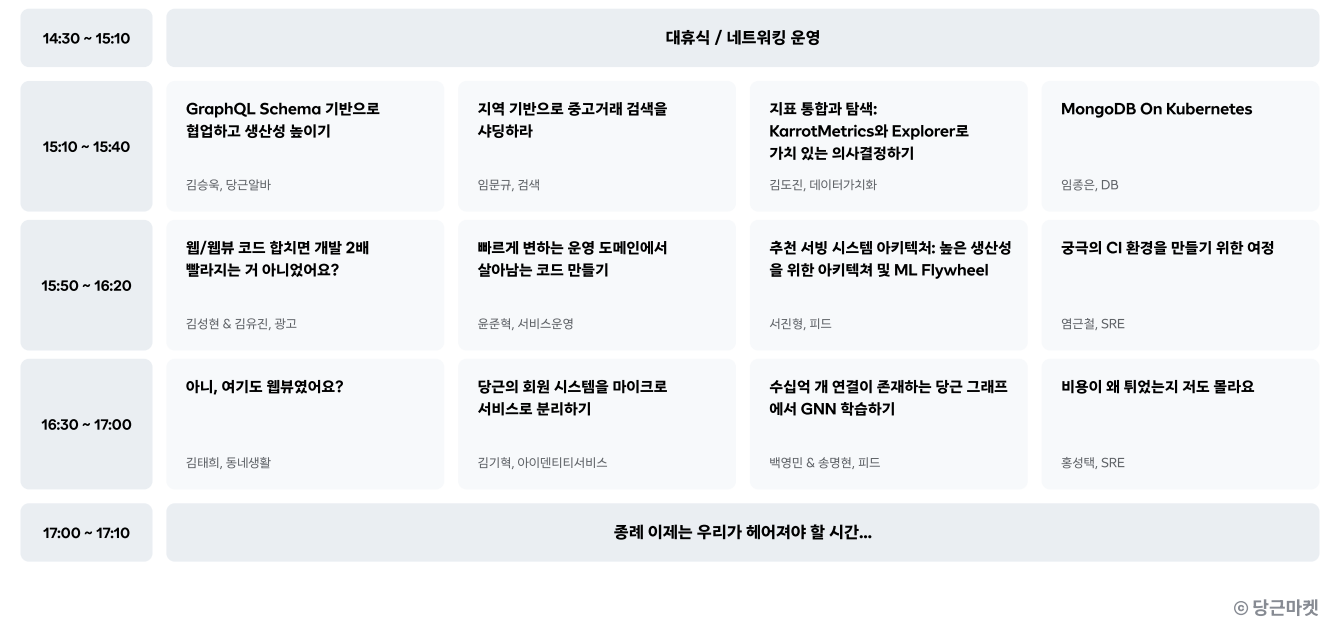 14:30 ~ 15:10
대휴식 / 네트워킹 운영
15:10 ~ 15:40
GraphQL Schema 기반으로
협업하고 생산성 높이기
김승욱, 당근알바
지역 기반으로 중고거래 검색을
샤딩하라
임문규, 검색
지표 통합과 탐색:
KarrotMetrics와 Explorer로
가치 있는 의사결정하기
김도진, 데이터가치화
MongoDB On Kubernetes
임종은, DB
15:50 ~ 16:20
웹/웹뷰 코드 합치면 개발 2배
빨라지는 거 아니었어요?
김성현 & 김유진, 광고
빠르게 변하는 운영 도메인에서
살아남는 코드 만들기
윤준혁, 서비스운영
추천 서빙 시스템 아키텍처: 높은 생산성
을 위한 아키텍쳐 및 ML Flywheel
서진형, 피드
궁극의 CI 환경을 만들기 위한 여정
염근철, SRE
16:30 ~ 17:00
아니, 여기도 웹뷰였어요?
김태희, 동네생활
당근의 회원 시스템을 마이크로
서비스로 분리하기
김기혁, 아이덴티티서비스
수십억 개 연결이 존재하는 당근 그래프
에서 GNN 학습하기
백영민 & 송명현, 피드
비용이 왜 튀었는지 저도 몰라요
홍성택, SRE
17:00 ~ 17:10
종례 이제는 우리가 헤어져야 할 시간...
ⓒ 당근마켓